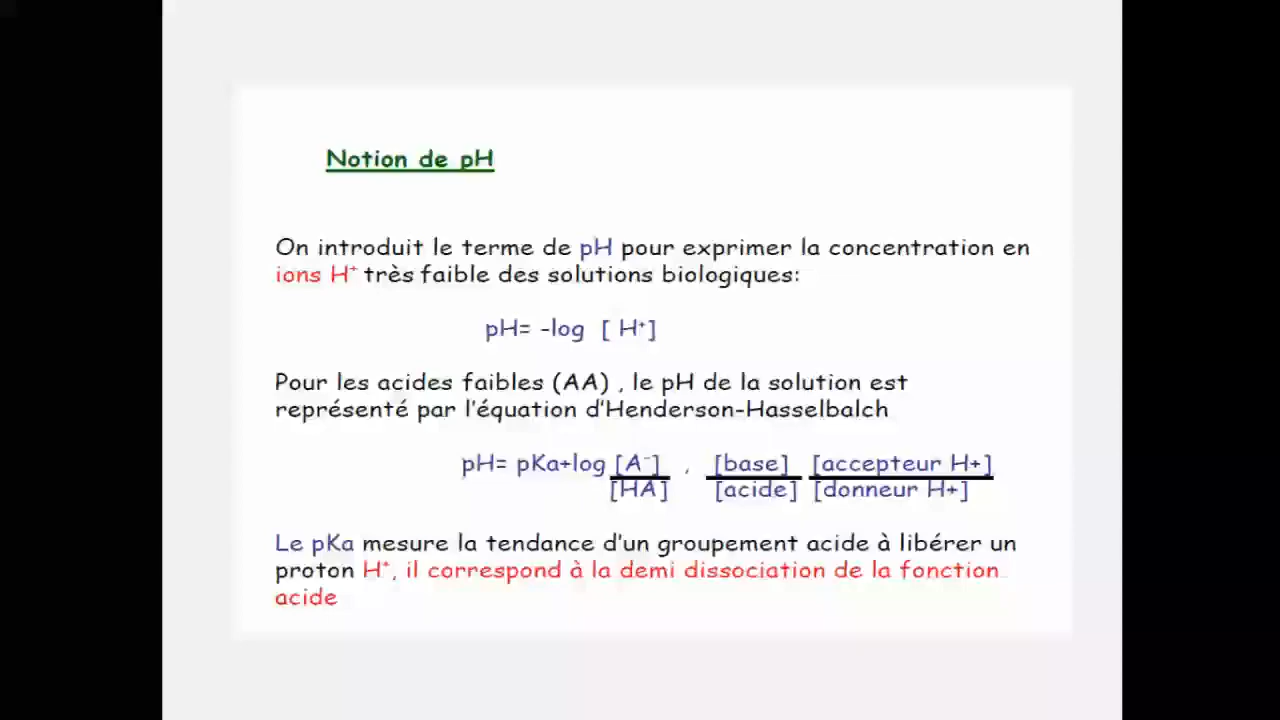 Notion de pH
On introduit le terme de pH pour exprimer la concentration en
ions H⁺ très faible des solutions biologiques:
pH= -log [ H⁺]
Pour les acides faibles (AA) , le pH de la solution est
représenté par l'équation d'Henderson-Hasselbalch
pH= pKa+log [A⁻] , [base] [accepteur H+]
[HA] [acide] [donneur H+]
Le pKa mesure la tendance d'un groupement acide à libérer un
proton H⁺, il correspond à la demi dissociation de la fonction
acide